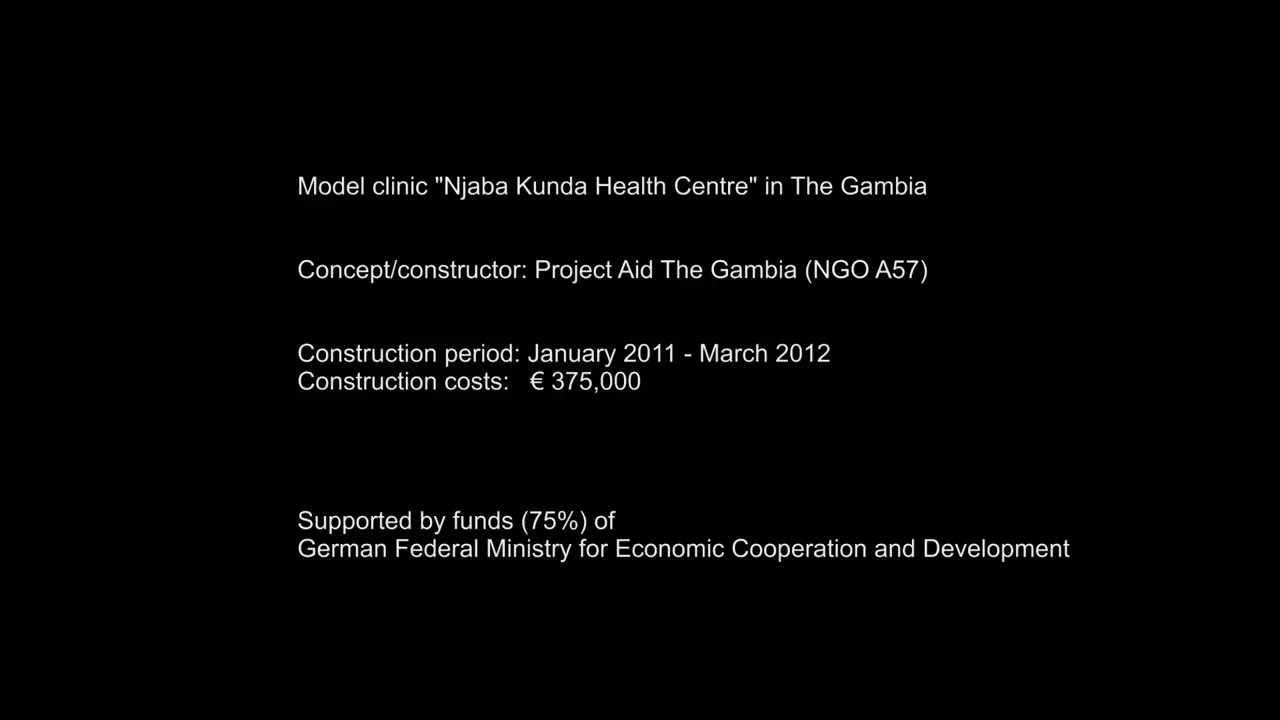 Model clinic "Njaba Kunda Health Centre" in The Gambia
Concept/constructor: Project Aid The Gambia (NGO A57)
Construction period: January 2011 - March 2012
Construction costs: € 375,000
Supported by funds (75%) of
German Federal Ministry for Economic Cooperation and Development